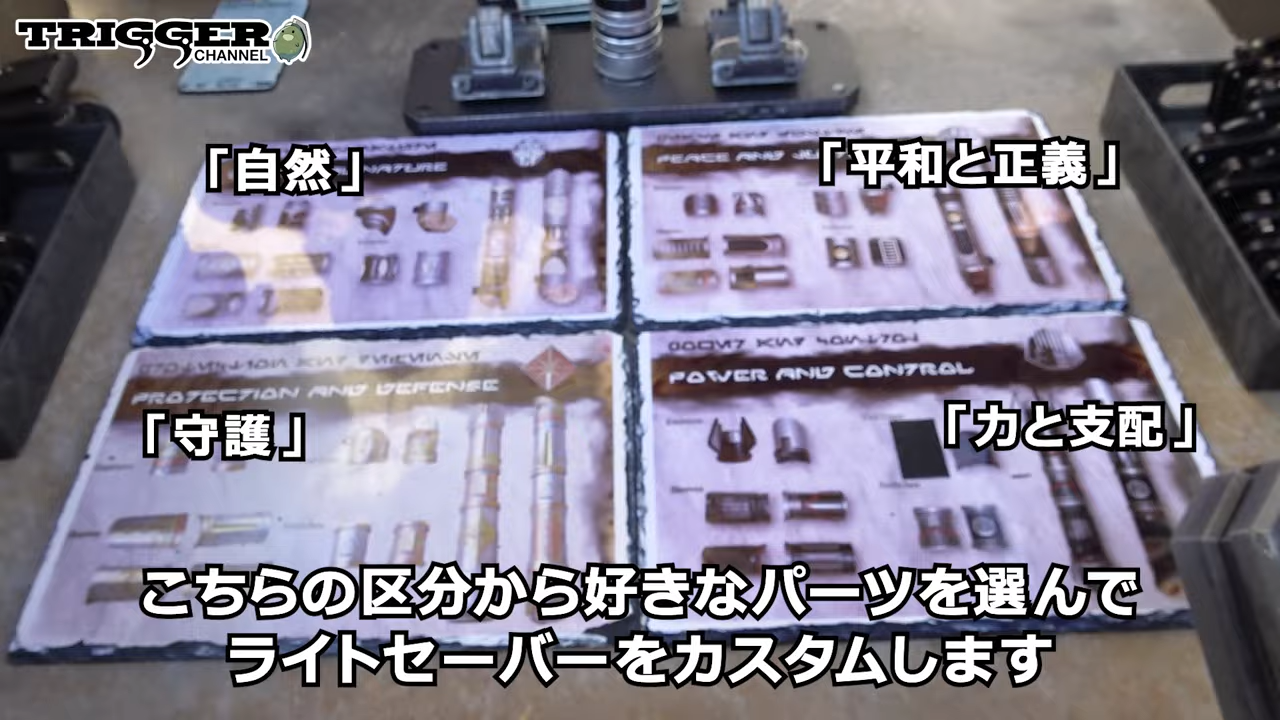 TRIGGER
CHANNEL
「自然」
NATURE
「平和と正義」
PEACE AND
PROTECTION AND DEFENSE
「守護」
POWER AND CONTROL
「力と支配」
こちらの区分から好きなパーツを選んで
ライトセーバーをカスタムします